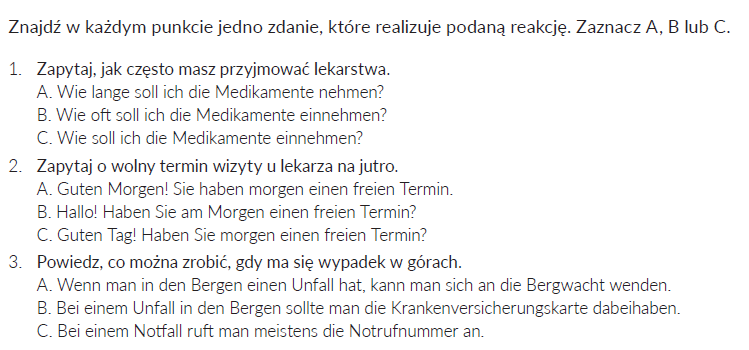 Znajdź w każdym punkcie jedno zdanie, które realizuje podaną reakcję. Zaznacz A, B lub C.
1. Zapytaj, jak często masz przyjmować lekarstwa.
A. Wie lange soll ich die Medikamente nehmen?
B. Wie oft soll ich die Medikamente einnehmen?
C. Wie soll ich die Medikamente einnehmen?
2. Zapytaj o wolny termin wizyty u lekarza na jutro.
A. Guten Morgen! Sie haben morgen einen freien Termin.
B. Hallo! Haben Sie am Morgen einen freien Termin?
C. Guten Tag! Haben Sie morgen einen freien Termin?
3. Powiedz, co można zrobić, gdy ma się wypadek w górach.
A. Wenn man in den Bergen einen Unfall hat, kann man sich an die Bergwacht wenden.
B. Bei einem Unfall in den Bergen sollte man die Krankenversicherungskarte dabeihaben.
C. Bei einem Notfall ruft man meistens die Notrufnummer an.